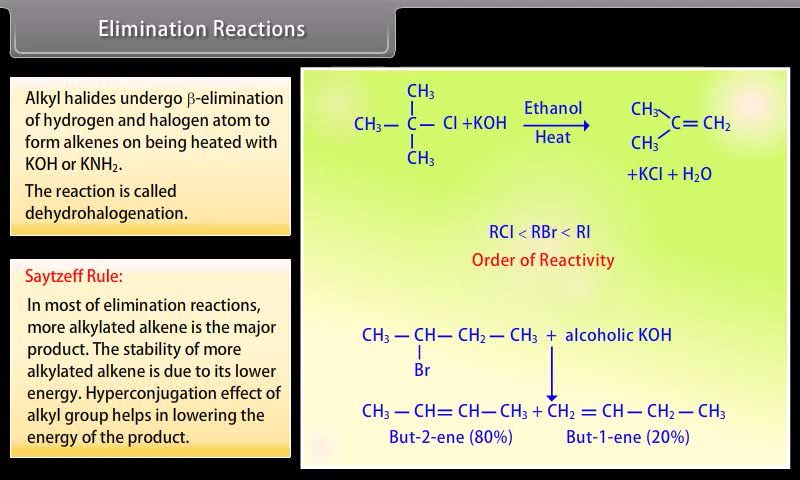 Elimination Reactions
Alkyl halides undergo β-elimination
of hydrogen and halogen atom to
form alkenes on being heated with
KOH or KNH₂.
The reaction is called
dehydrohalogenation.
Saytzeff Rule:
In most of elimination reactions,
more alkylated alkene is the major
product. The stability of more
alkylated alkene is due to its lower
energy. Hyperconjugation effect of
alkyl group helps in lowering the
energy of the product.
CH₃
CH₃ — C — Cl +KOH
CH₃
Ethanol
Heat
CH₃
C = CH₂
CH₃
+KCl + H₂O
RCl < RBr < RI
Order of Reactivity
CH₃ — CH — CH₂ — CH₃ + alcoholic KOH
Br
CH₃ — CH = CH — CH₃ + CH₂ = CH — CH₂ — CH₃
But-2-ene (80%) But-1-ene (20%)